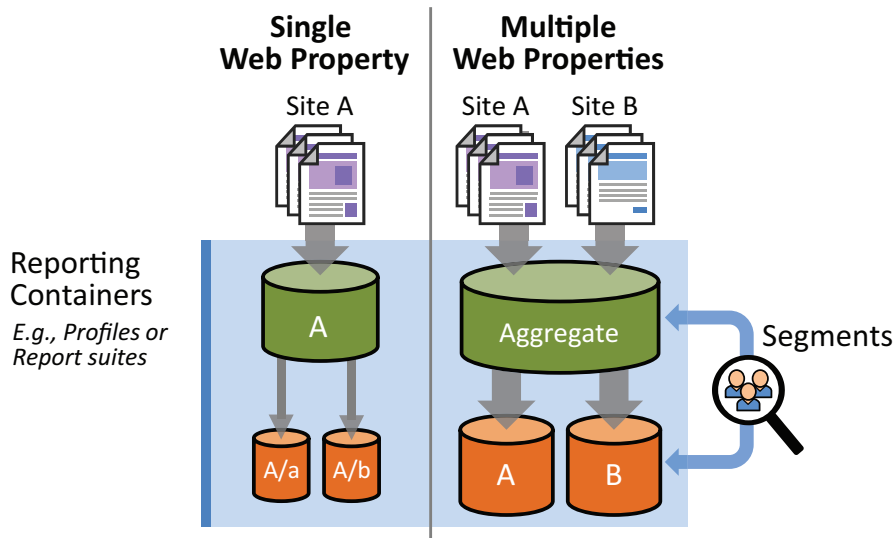 Single
Web Property
Multiple
Web Properties
Site A
Site A
Site B
Reporting
Containers
E.g., Profiles or
Report suites
A
Aggregate
Segments
A/a
A/b
A
B